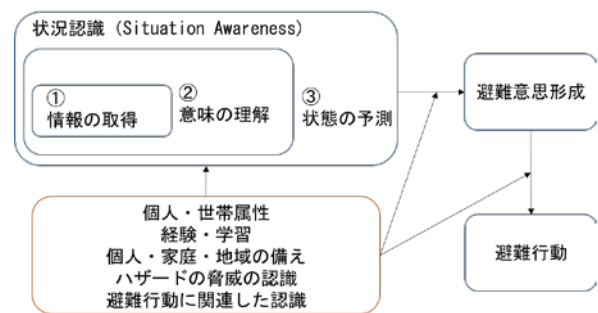 状況認識 (Situation Awareness)
①
情報の取得
②
意味の理解
③
状態の予測
避難意思形成
個人・世帯属性
経験・学習
個人・家庭・地域の備え
ハザードの脅威の認識
避難行動に関連した認識
避難行動